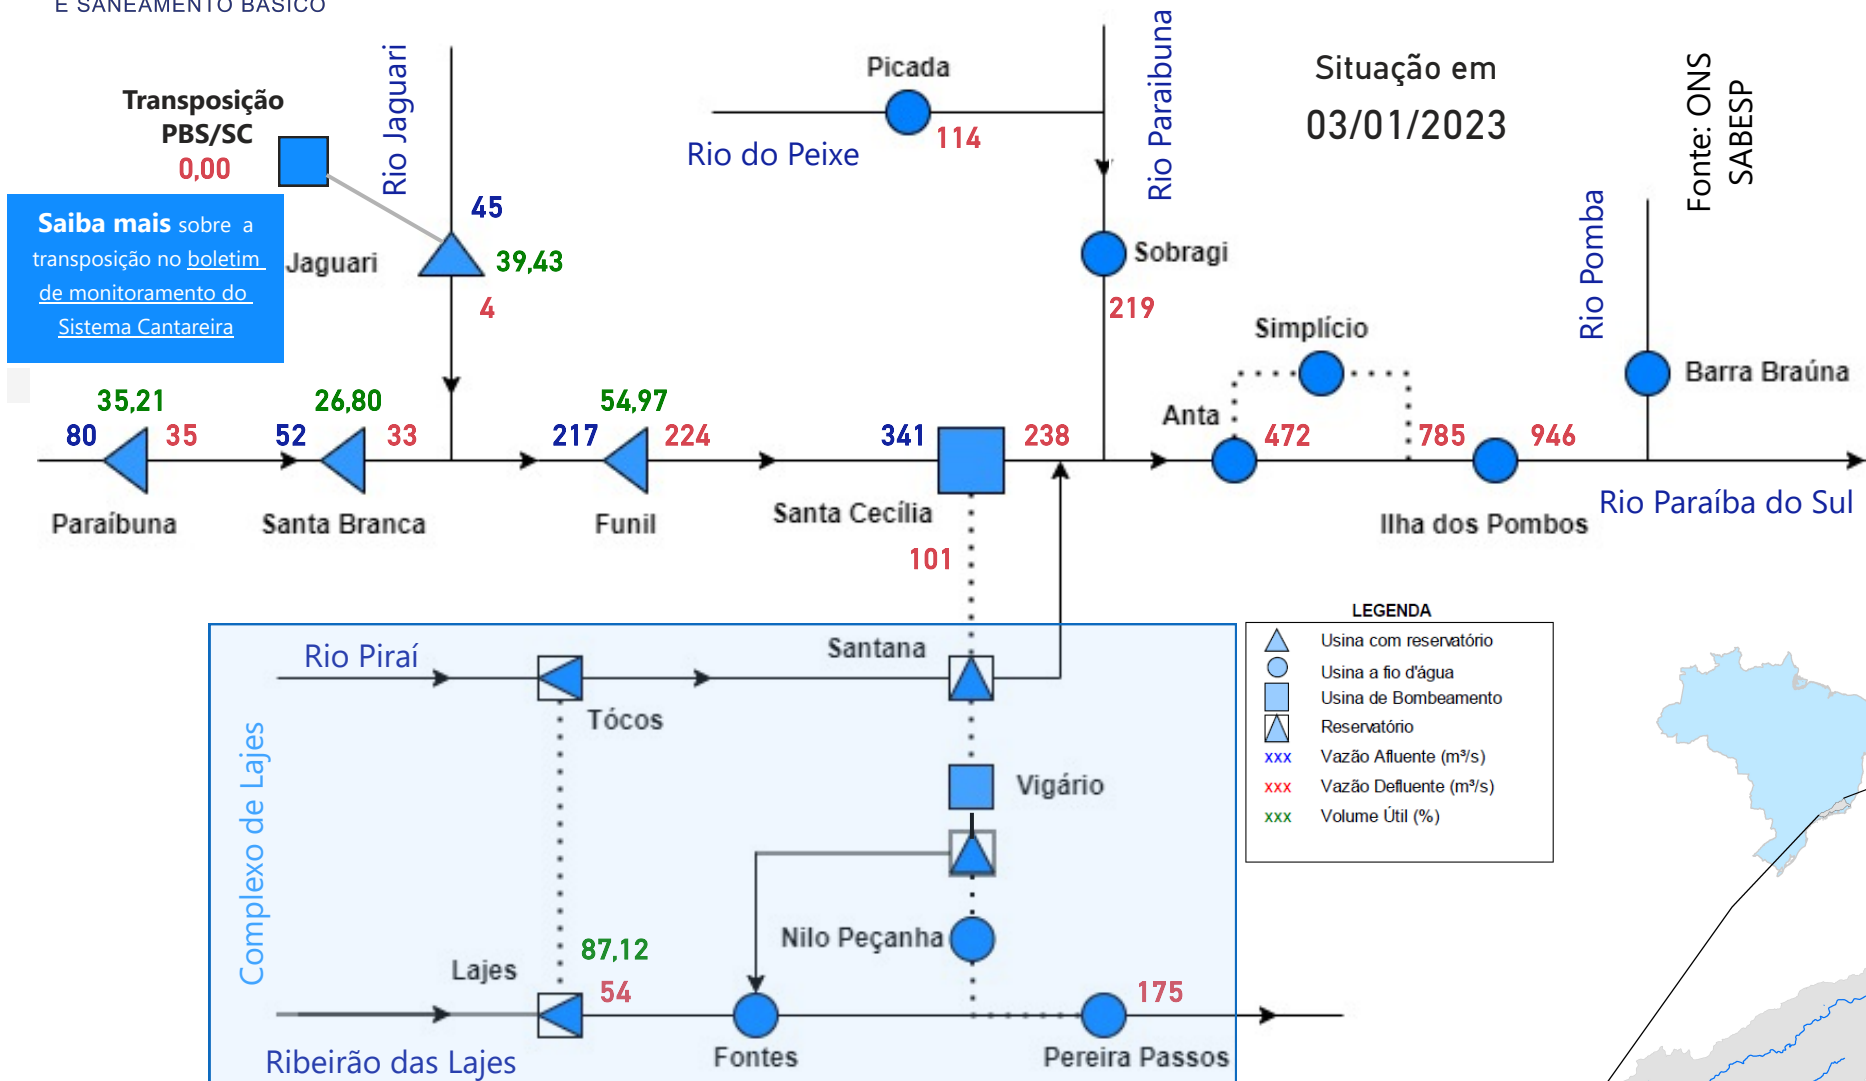 E SANEAMENTO BÁSICO
Transposição
PBS/SC
0,00
Rio Jaguari
Picada
114
Rio do Peixe
Rio Paraibuna
Situação em
03/01/2023
Fonte: ONS
SABESP
Saiba mais sobre a
transposição no boletim
de monitoramento do
Sistema Cantareira
45
Jaguari
39,43
4
Sobragi
219
Simplício
Rio Pomba
Barra Braúna
35,21
80
35
Paraíbuna
26,80
52
33
Santa Branca
54,97
217
224
Funil
341
238
Santa Cecília
101
Anta
472
785
946
Ilha dos Pombos
Rio Paraíba do Sul
Complexo de Lajes
Rio Piraí
Tócos
Santana
Vigário
Nilo Peçanha
Lajes
87,12
54
Ribeirão das Lajes
Fontes
175
Pereira Passos
LEGENDA
Usina com reservatório
Usina a fio d'água
Usina de Bombeamento
Reservatório
xxx Vazão Afluente (m³/s)
xxx Vazão Defluente (m³/s)
xxx Volume Útil (%)